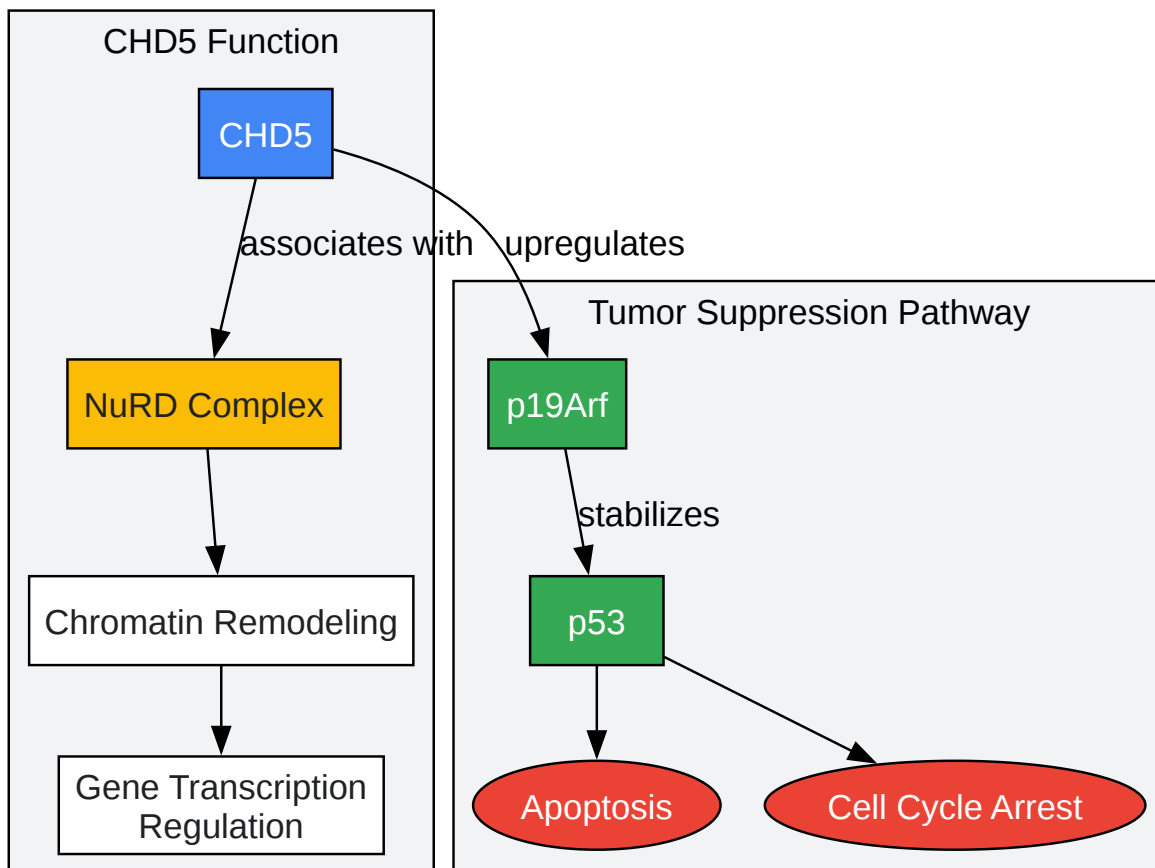 CHD5 Function
CHD5
associates with
upregulates
Tumor Suppression Pathway
NuRD Complex
p19Arf
stabilizes
Chromatin Remodeling
p53
Gene Transcription
Regulation
Apoptosis
Cell Cycle Arrest